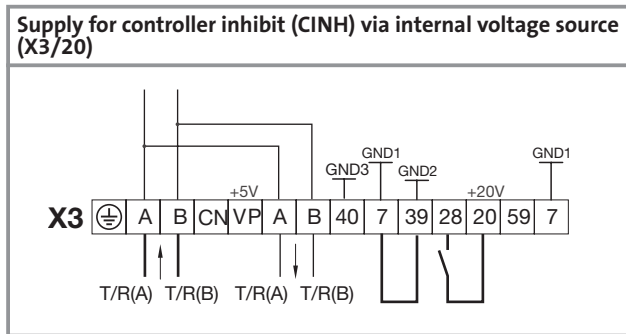 Supply for controller inhibit (CINH) via internal voltage source
(X3/20)
GND1 GND1
GND3 GND2
+5V +20V
X3 A B CN VP A B 40 7 39 28 20 59 7
T/R(A) T/R(B) T/R(A) T/R(B)